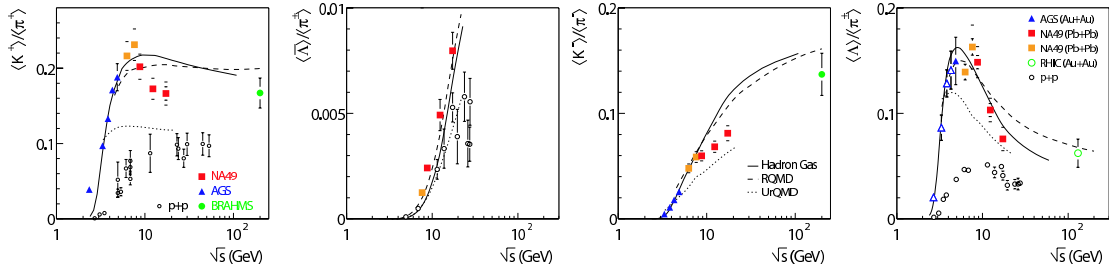 ⟨K⁺⟩/⟨π⁺⟩
0.2
0.1
0
1
10
10²
√s (GeV)
NA49
AGS
p+p
BRAHMS
⟨Λ̅⟩/⟨π±⟩
0.01
0.005
0
1
10
10²
√s (GeV)
⟨K⁻⟩/⟨π⁻⟩
0.2
0.1
0
1
10
10²
√s (GeV)
Hadron Gas
RQMD
UrQMD
⟨Λ⟩/⟨π±⟩
0.2
0.1
0
1
10
10²
√s (GeV)
AGS (Au+Au)
NA49 (Pb+Pb)
NA49 (Pb+Pb)
RHIC (Au+Au)
p+p